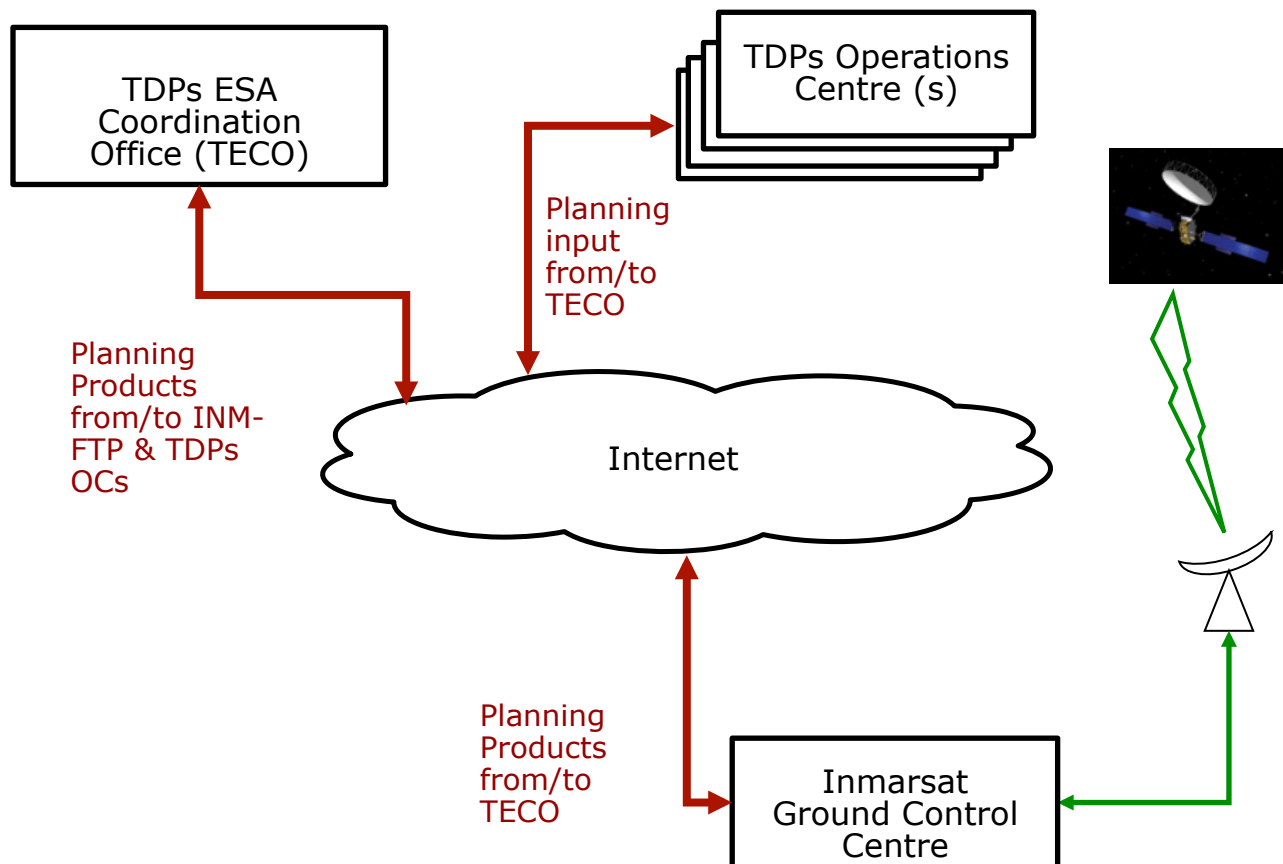 TDPs ESA
Coordination
Office (TECO)
TDPs Operations
Centre (s)
Planning
input
from/to
TECO
Planning
Products
from/to INM-
FTP & TDPs
OCs
Internet
Planning
Products
from/to
TECO
Inmarsat
Ground Control
Centre